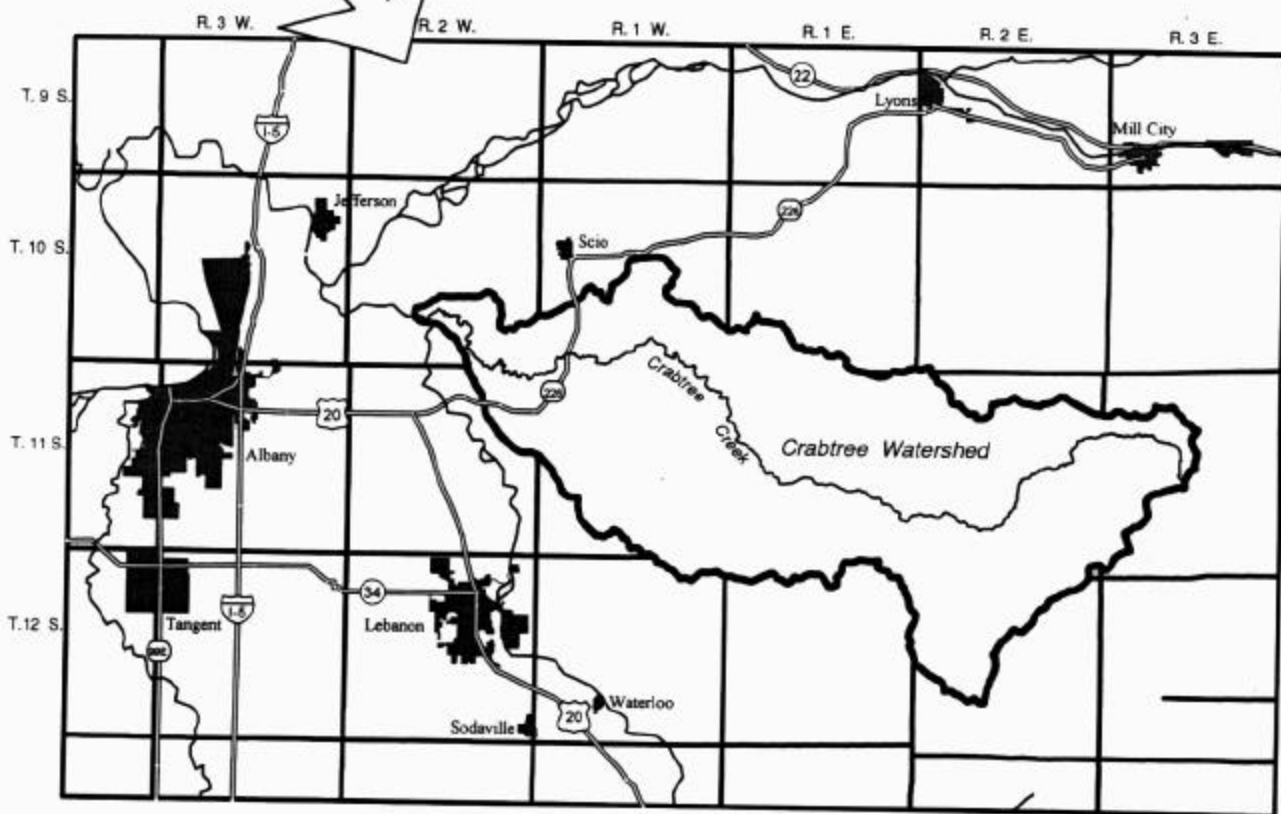 R. 3 W.
R. 2 W.
R. 1 W.
R. 1 E.
R. 2 E.
R. 3 E.
T. 9 S.
22
Lyons
I-5
Mill City
Jefferson
226
T. 10 S.
Scio
Crabtree
Creek
226
20
T. 11 S.
Albany
Crabtree Watershed
34
I-5
T. 12 S.
Tangent
Lebanon
Waterloo
20
Sodaville